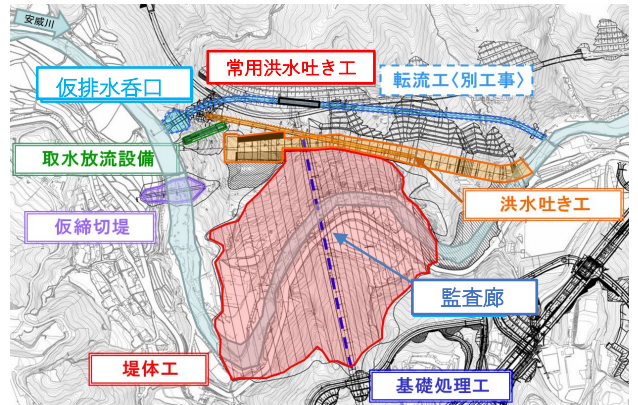 安威川
常用洪水吐き工
仮排水呑口
転流工〈別工事〉
取水放流設備
洪水吐き工
仮締切堤
監査廊
堤体工
基礎処理工